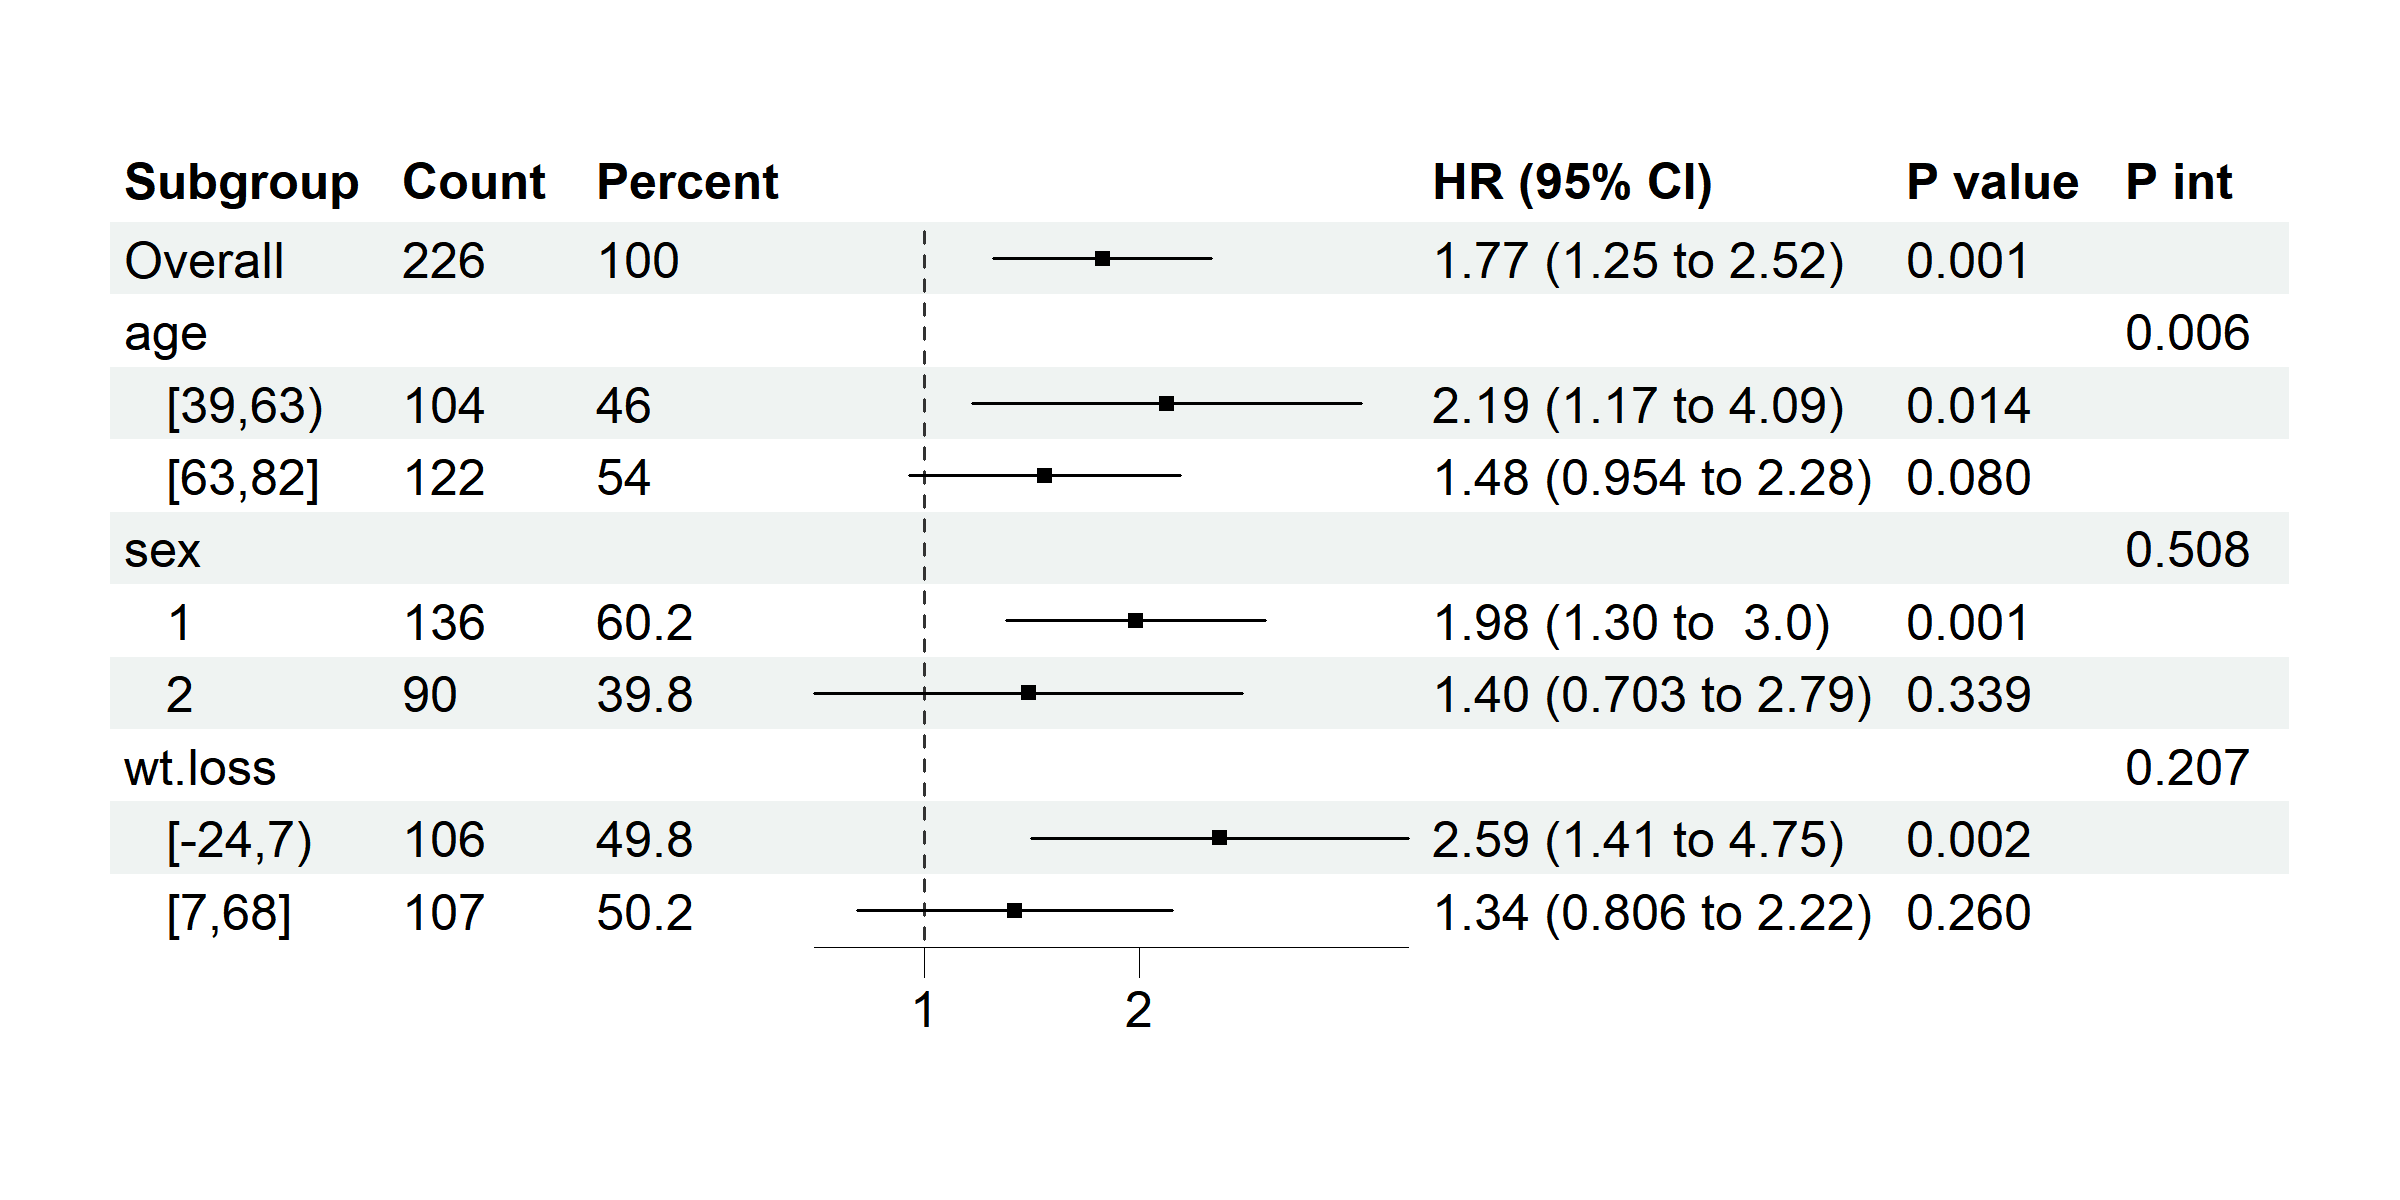 Subgroup Count Percent HR (95% CI) P value P int
Overall 226 100 1.77 (1.25 to 2.52) 0.001
age 0.006
[39,63) 104 46 2.19 (1.17 to 4.09) 0.014
[63,82] 122 54 1.48 (0.954 to 2.28) 0.080
sex 0.508
1 136 60.2 1.98 (1.30 to  3.0) 0.001
2 90 39.8 1.40 (0.703 to 2.79) 0.339
wt.loss 0.207
[-24,7) 106 49.8 2.59 (1.41 to 4.75) 0.002
[7,68] 107 50.2 1.34 (0.806 to 2.22) 0.260
1 2